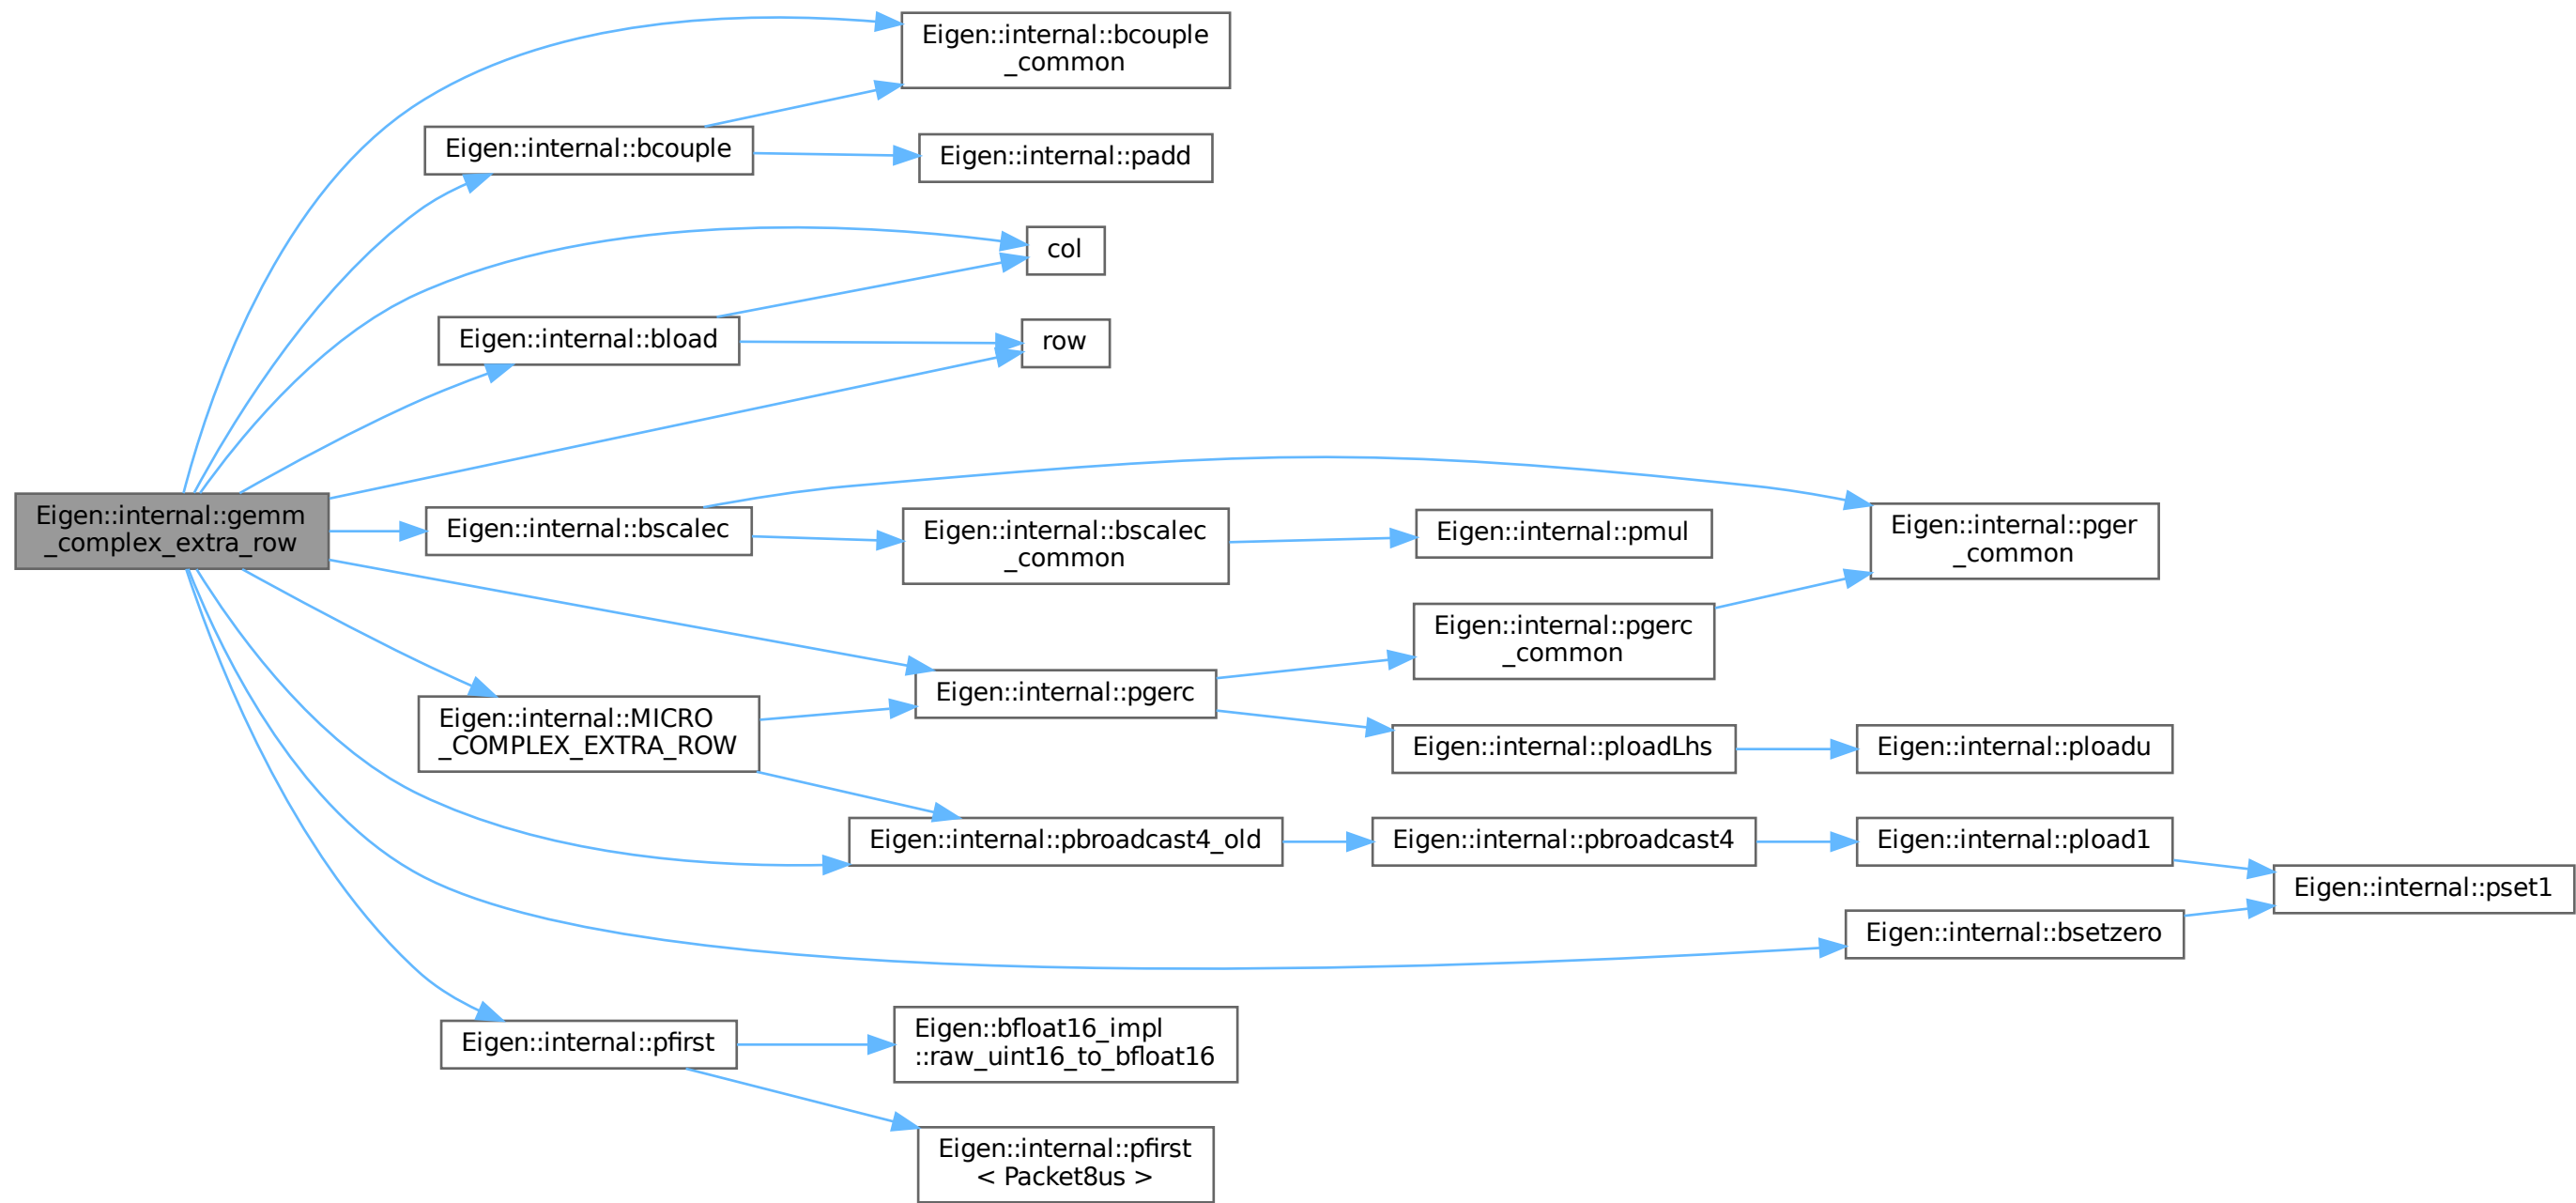 Eigen::internal::bcouple
_common
Eigen::internal::bcouple
Eigen::internal::padd
col
Eigen::internal::bload
row
Eigen::internal::gemm
_complex_extra_row
Eigen::internal::bscalec
Eigen::internal::bscalec
_common
Eigen::internal::pmul
Eigen::internal::pger
_common
Eigen::internal::pgerc
_common
Eigen::internal::pgerc
Eigen::internal::MICRO
_COMPLEX_EXTRA_ROW
Eigen::internal::ploadLhs
Eigen::internal::ploadu
Eigen::internal::pbroadcast4_old
Eigen::internal::pbroadcast4
Eigen::internal::pload1
Eigen::internal::pset1
Eigen::internal::bsetzero
Eigen::internal::pfirst
Eigen::bfloat16_impl
::raw_uint16_to_bfloat16
Eigen::internal::pfirst
< Packet8us >